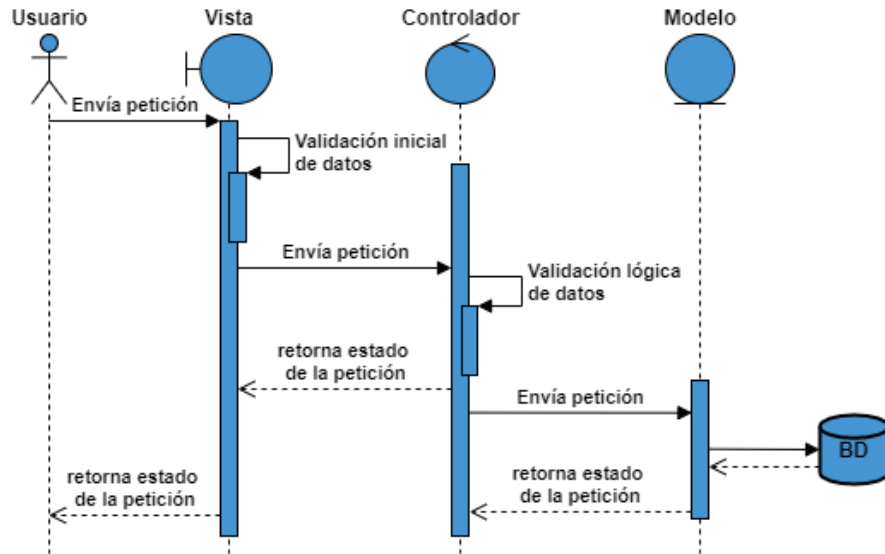 Usuario
Vista
Controlador
Modelo
Envía petición
Validación inicial
de datos
Envía petición
Validación lógica
de datos
retorna estado
de la petición
Envía petición
BD
retorna estado
de la petición
retorna estado
de la petición